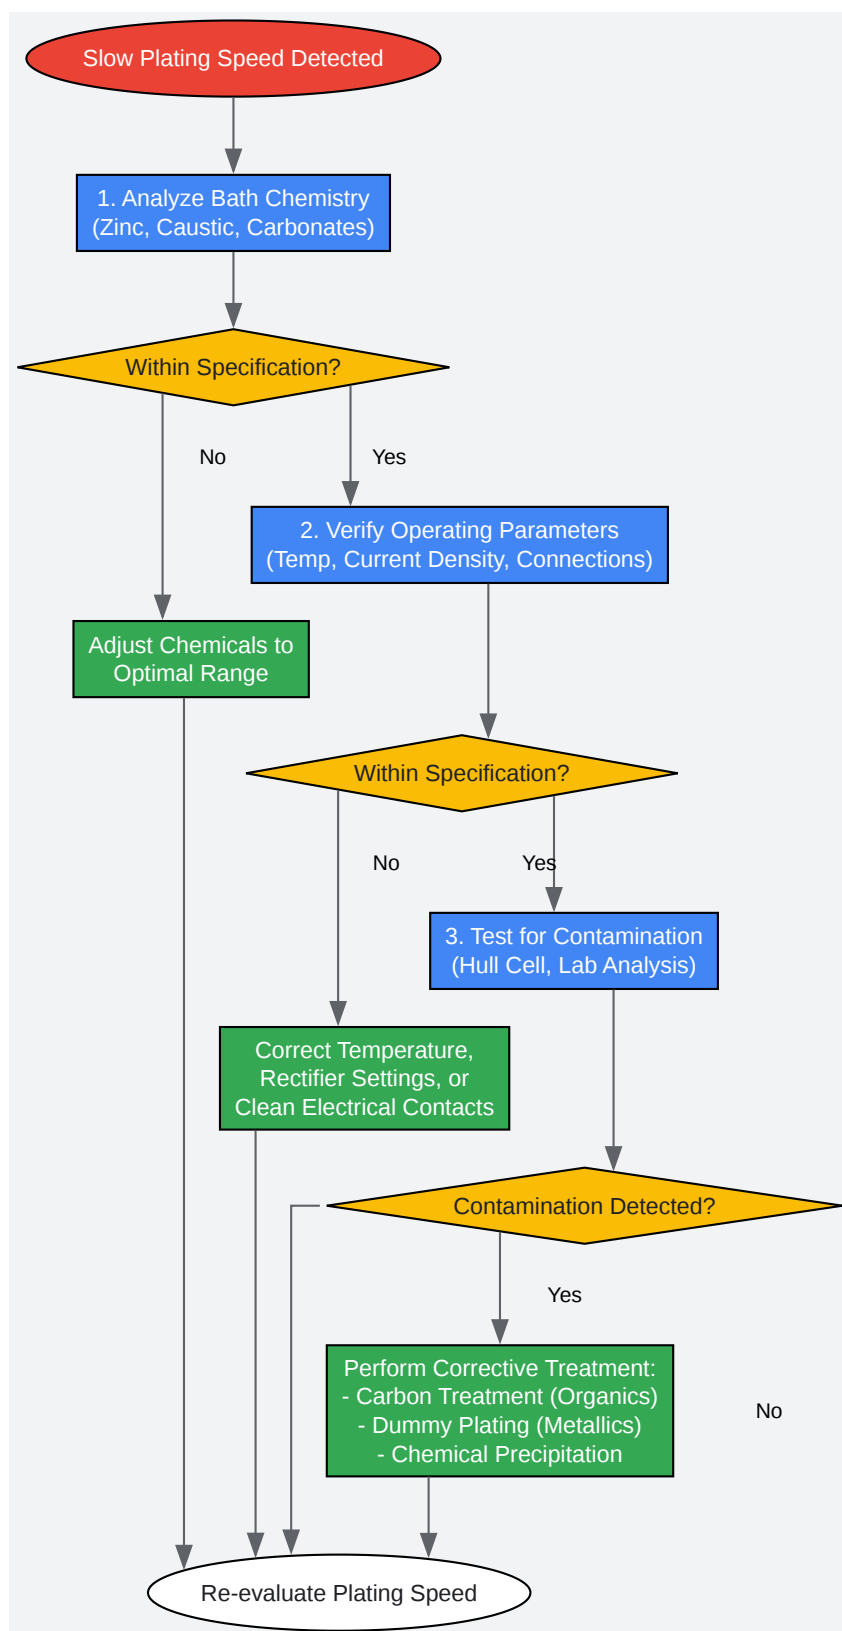 Slow Plating Speed Detected
1. Analyze Bath Chemistry
(Zinc, Caustic, Carbonates)
Within Specification?
No
Yes
2. Verify Operating Parameters
(Temp, Current Density, Connections)
Adjust Chemicals to
Optimal Range
Within Specification?
No
Yes
3. Test for Contamination
(Hull Cell, Lab Analysis)
Correct Temperature,
Rectifier Settings, or
Clean Electrical Contacts
Contamination Detected?
Yes
Perform Corrective Treatment:
- Carbon Treatment (Organics)
- Dummy Plating (Metallics)
- Chemical Precipitation
No
Re-evaluate Plating Speed